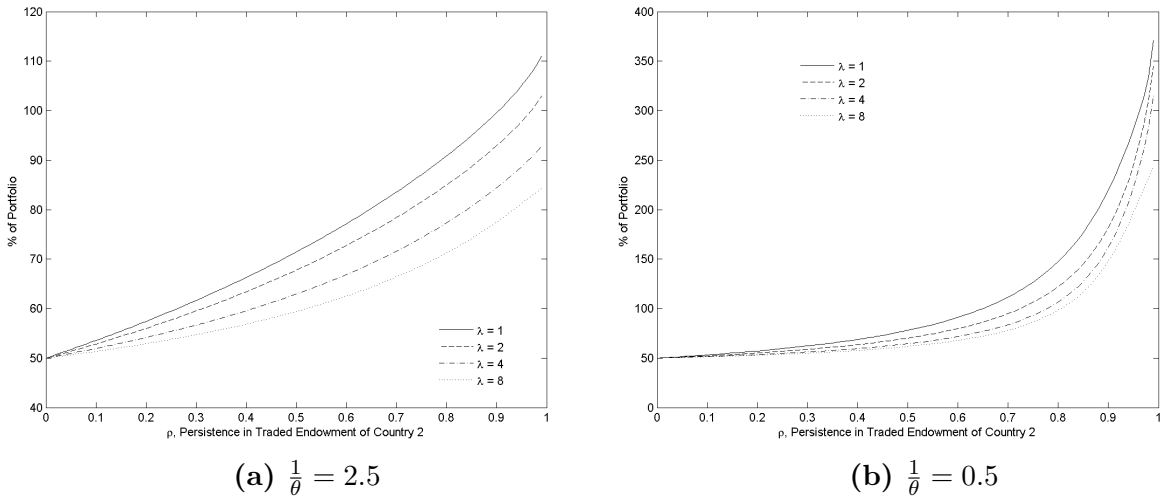 120
110
100
90
80
70
60
50
40
% of Portfolio
λ = 1
λ = 2
λ = 4
λ = 8
0 0.1 0.2 0.3 0.4 0.5 0.6 0.7 0.8 0.9 1
ρ, Persistence in Traded Endowment of Country 2
(a) 1/θ = 2.5
400
350
300
250
200
150
100
50
0
% of Portfolio
λ = 1
λ = 2
λ = 4
λ = 8
0 0.1 0.2 0.3 0.4 0.5 0.6 0.7 0.8 0.9 1
ρ, Persistence in Traded Endowment of Country 2
(b) 1/θ = 0.5